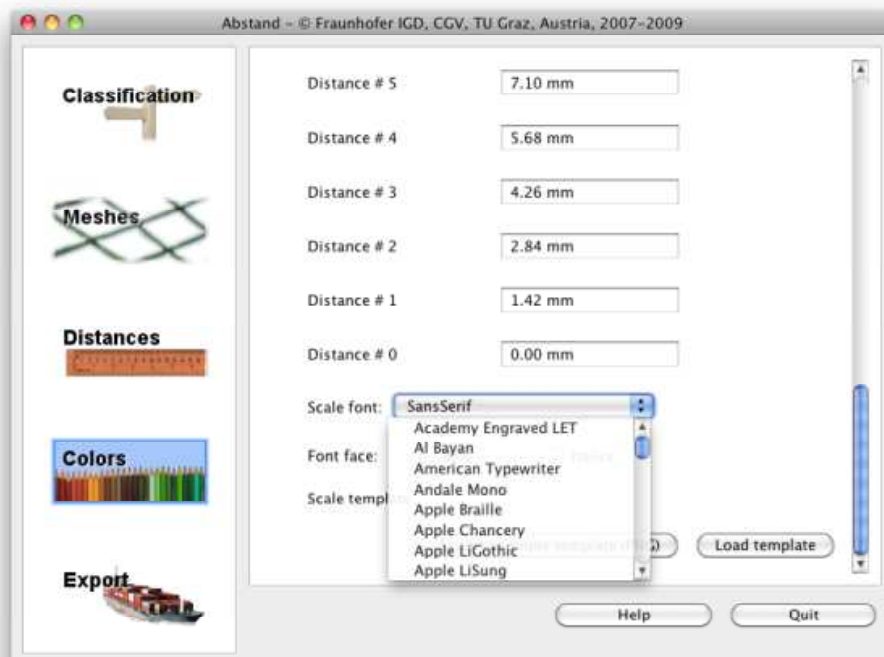 Abstand – © Fraunhofer IGD, CGV, TU Graz, Austria, 2007–2009
Classification
Meshes
Distances
Colors
Export
Distance # 5 7.10 mm
Distance # 4 5.68 mm
Distance # 3 4.26 mm
Distance # 2 2.84 mm
Distance # 1 1.42 mm
Distance # 0 0.00 mm
Scale font: SansSerif
Academy Engraved LET
Al Bayan
Font face:
American Typewriter
Andale Mono
Scale templ
Apple Braille
Apple Chancery
Apple LiGothic
Load template
Apple LiSung
Help Quit